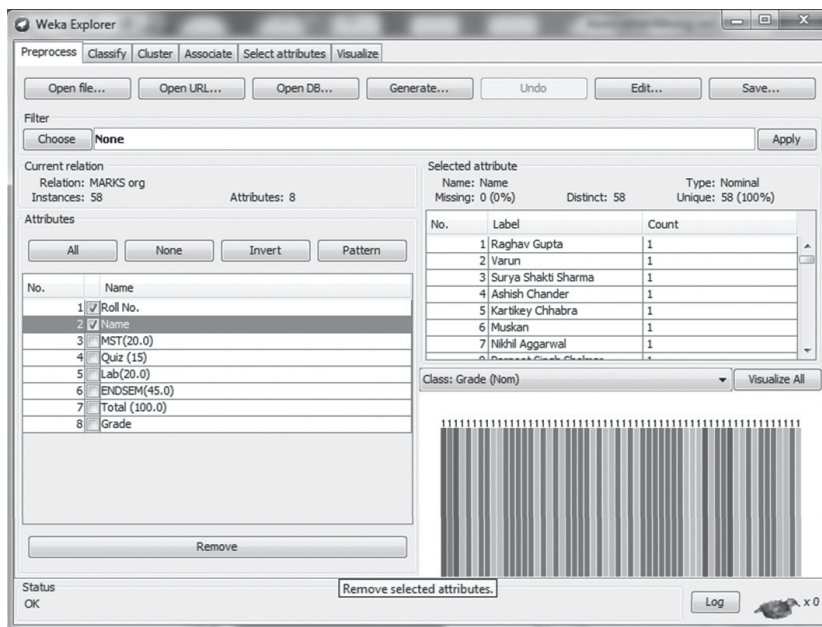 Weka Explorer
Preprocess Classify Cluster Associate Select attributes Visualize
Open file... Open URL... Open DB... Generate... Undo Edit... Save...
Filter
Choose None Apply
Current relation
Relation: MARKS org
Instances: 58 Attributes: 8
Attributes
All None Invert Pattern
No. Name
1 Roll No.
2 Name
3 MST(20.0)
4 Quiz (15)
5 Lab(20.0)
6 ENDSEM(45.0)
7 Total (100.0)
8 Grade
Remove
Selected attribute
Name: Name Type: Nominal
Missing: 0 (0%) Distinct: 58 Unique: 58 (100%)
No. Label Count
1 Raghav Gupta 1
2 Varun 1
3 Surya Shakti Sharma 1
4 Ashish Chander 1
5 Kartikey Chhabra 1
6 Muskan 1
7 Nikhil Aggarwal 1
Class: Grade (Nom) Visualize All
1111111111111111111111111111111111111111111111111111111111
Status
OK
Remove selected attributes.
Log x 0